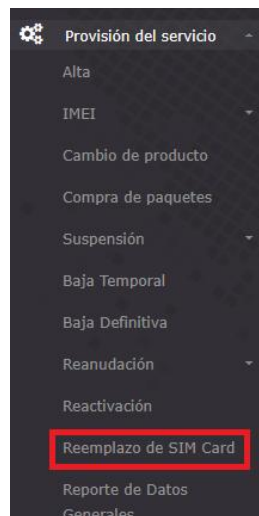 Provisión del servicio
Alta
IMEI
Cambio de producto
Compra de paquetes
Suspensión
Baja Temporal
Baja Definitiva
Reanudación
Reactivación
Reemplazo de SIM Card
Reporte de Datos
Generales